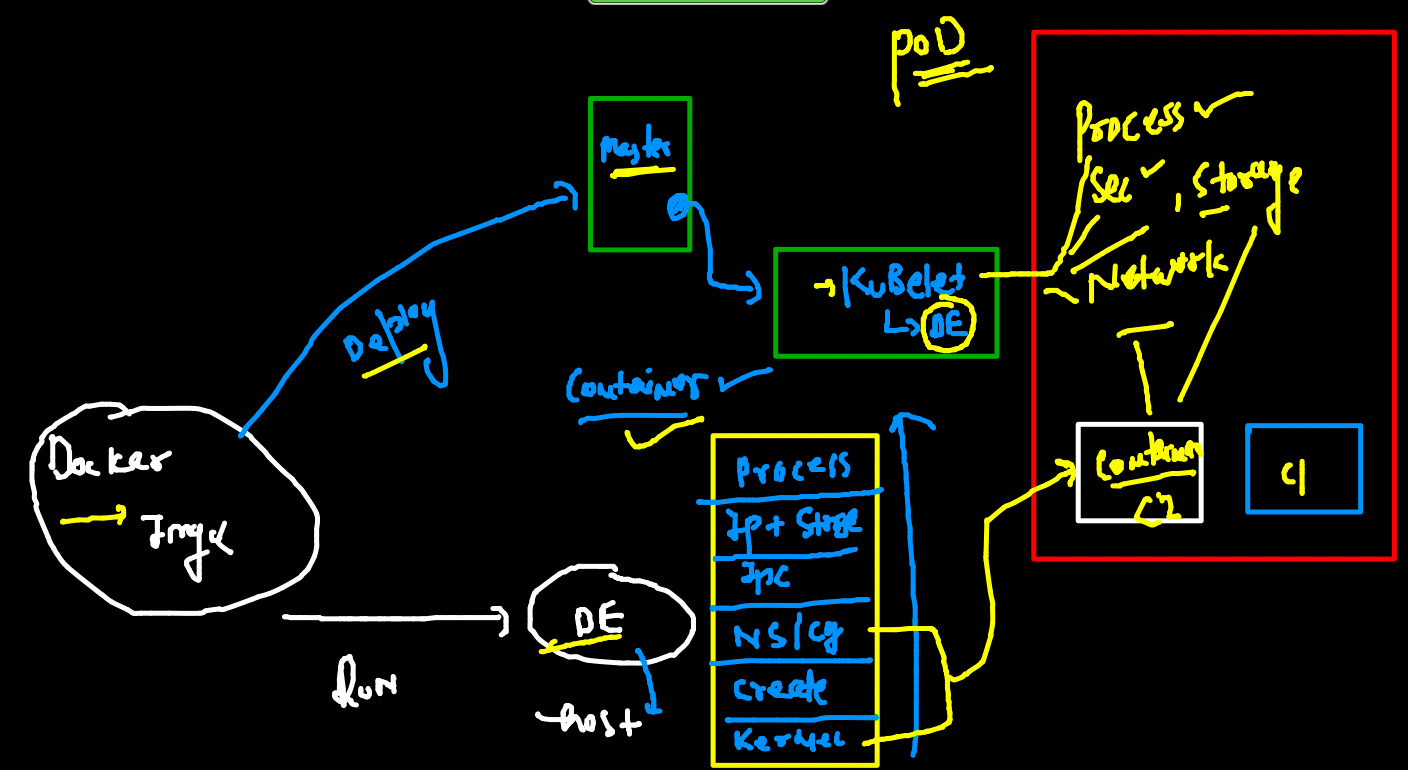 PoD
Process
Sec
, Storage
Network
Master
KuBelet
DE
Deploy
Container
Docker
Image
Process
Ip + Storage
Ipc
NS/cg
create
Kernel
Container
C2
C1
DE
Run
host